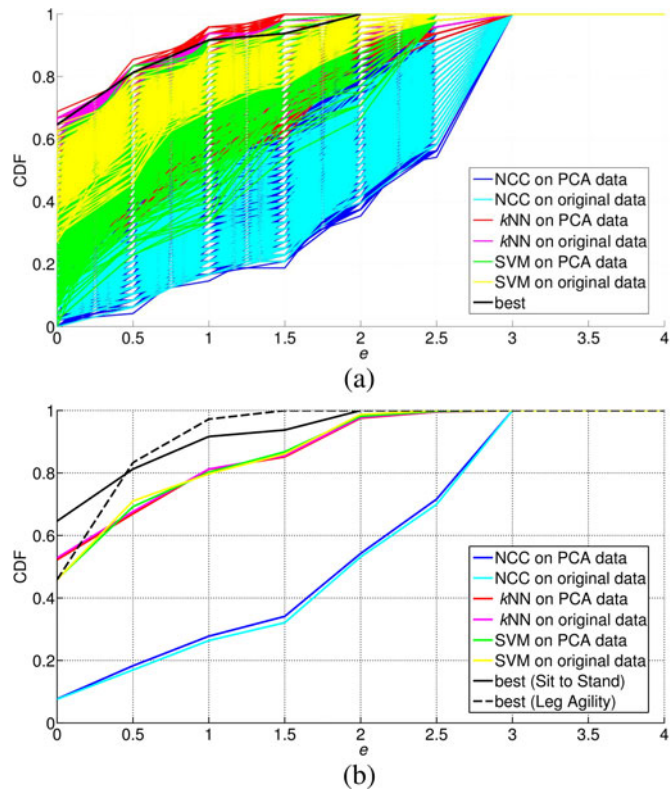 1
0.8
0.6
0.4
0.2
0
CDF
NCC on PCA data
NCC on original data
kNN on PCA data
kNN on original data
SVM on PCA data
SVM on original data
best
0 0.5 1 1.5 2 2.5 3 3.5 4
e
(a)
1
0.8
0.6
0.4
0.2
0
CDF
NCC on PCA data
NCC on original data
kNN on PCA data
kNN on original data
SVM on PCA data
SVM on original data
best (Sit to Stand)
best (Leg Agility)
0 0.5 1 1.5 2 2.5 3 3.5 4
e
(b)